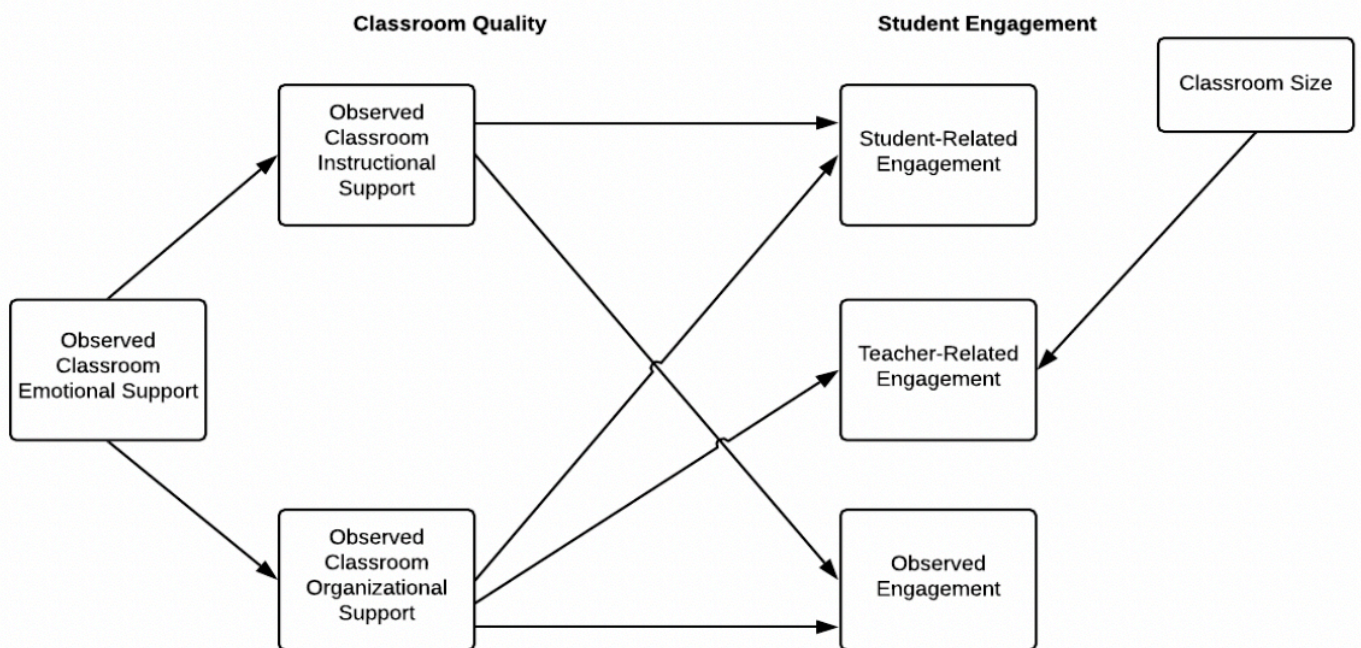 Classroom Quality
Student Engagement
Classroom Size
Observed
Classroom
Instructional
Support
Student-Related
Engagement
Observed
Classroom
Emotional Support
Teacher-Related
Engagement
Observed
Classroom
Organizational
Support
Observed
Engagement